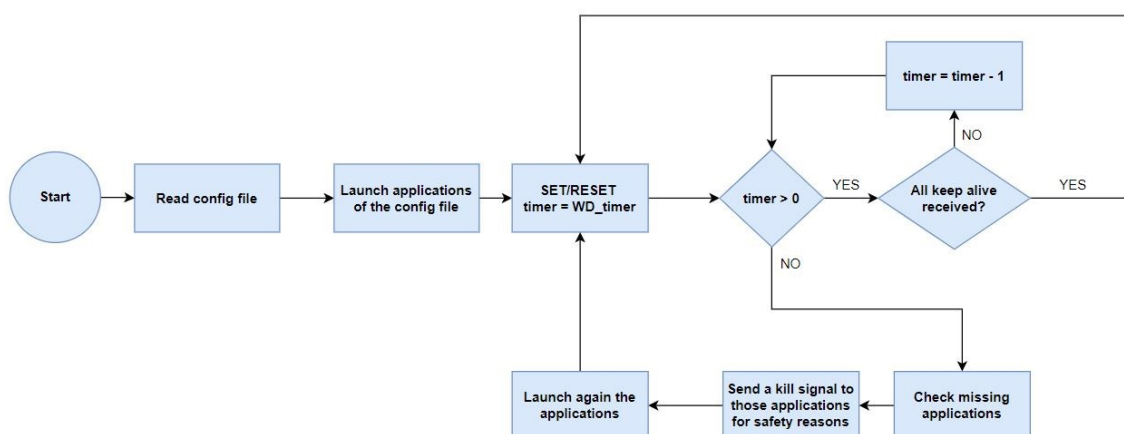 Start
Read config file
Launch applications
of the config file
SET/RESET
timer = WD_timer
timer > 0
YES
All keep alive
received?
YES
NO
timer = timer - 1
NO
Check missing
applications
Send a kill signal to
those applications
for safety reasons
Launch again the
applications